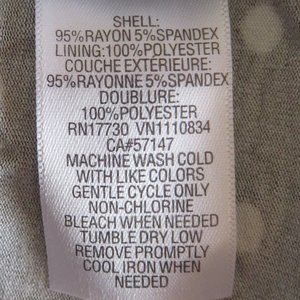 SHELL:
95%RAYON 5%SPANDEX
LINING:100%POLYESTER
COUCHE EXTÉRIEURE:
95%RAYONNE 5%SPANDEX
DOUBLURE:
100%POLYESTER
RN17730 VN1110834
CA#57147
MACHINE WASH COLD
WITH LIKE COLORS
GENTLE CYCLE ONLY
NON-CHLORINE
BLEACH WHEN NEEDED
TUMBLE DRY LOW
REMOVE PROMPTLY
COOL IRON WHEN
NEEDED